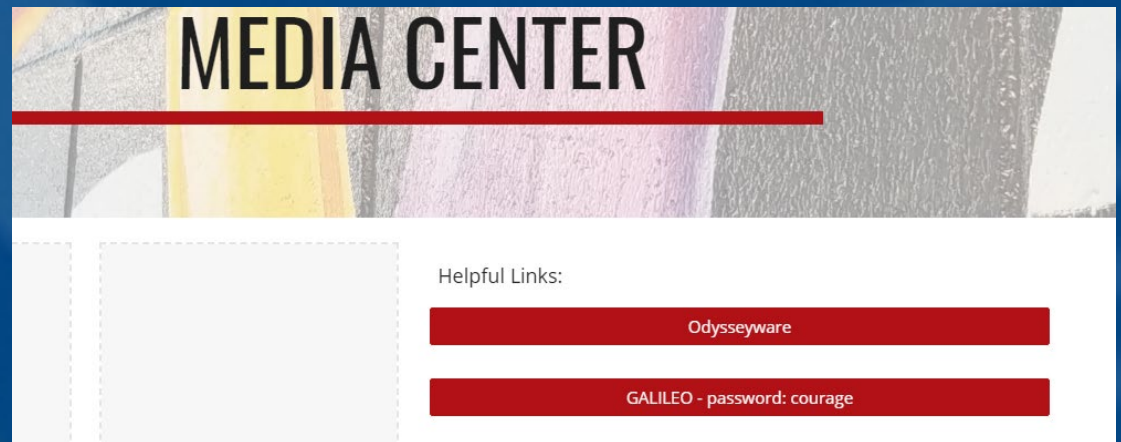 MEDIA CENTER
Helpful Links:
Odysseyware
GALILEO - password: courage